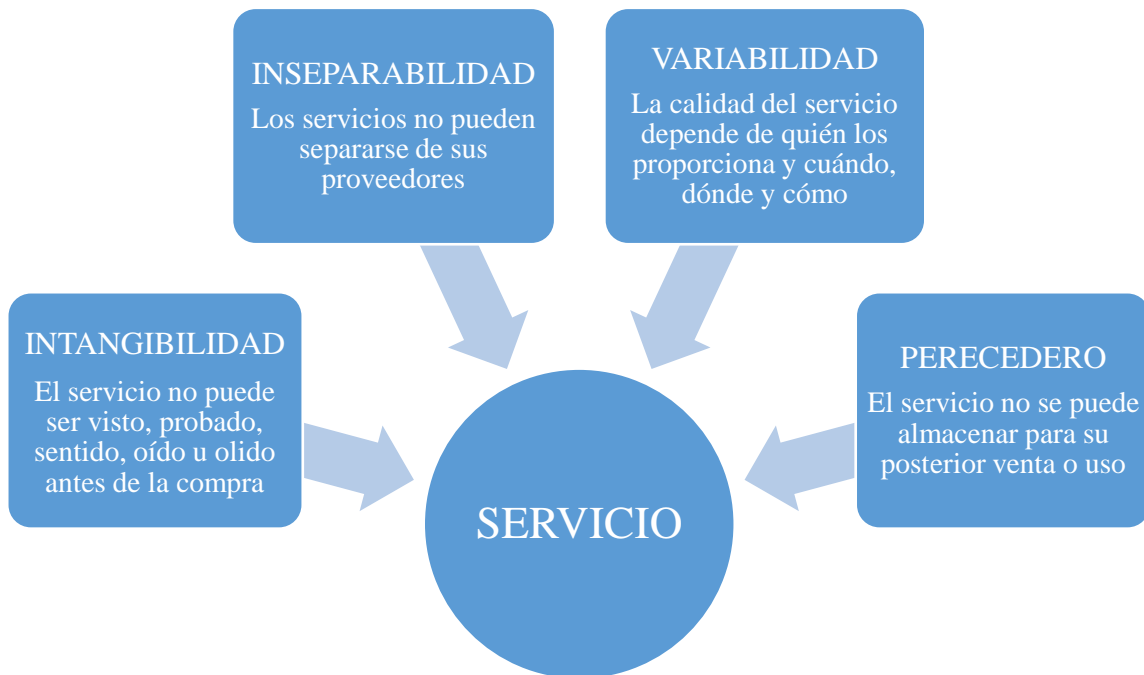 INSEPARABILIDAD
Los servicios no pueden
separarse de sus
proveedores
VARIABILIDAD
La calidad del servicio
depende de quién los
proporciona y cuándo,
dónde y cómo
INTANGIBILIDAD
El servicio no puede
ser visto, probado,
sentido, oído u olido
antes de la compra
PERECEDERO
El servicio no se puede
almacenar para su
posterior venta o uso
SERVICIO